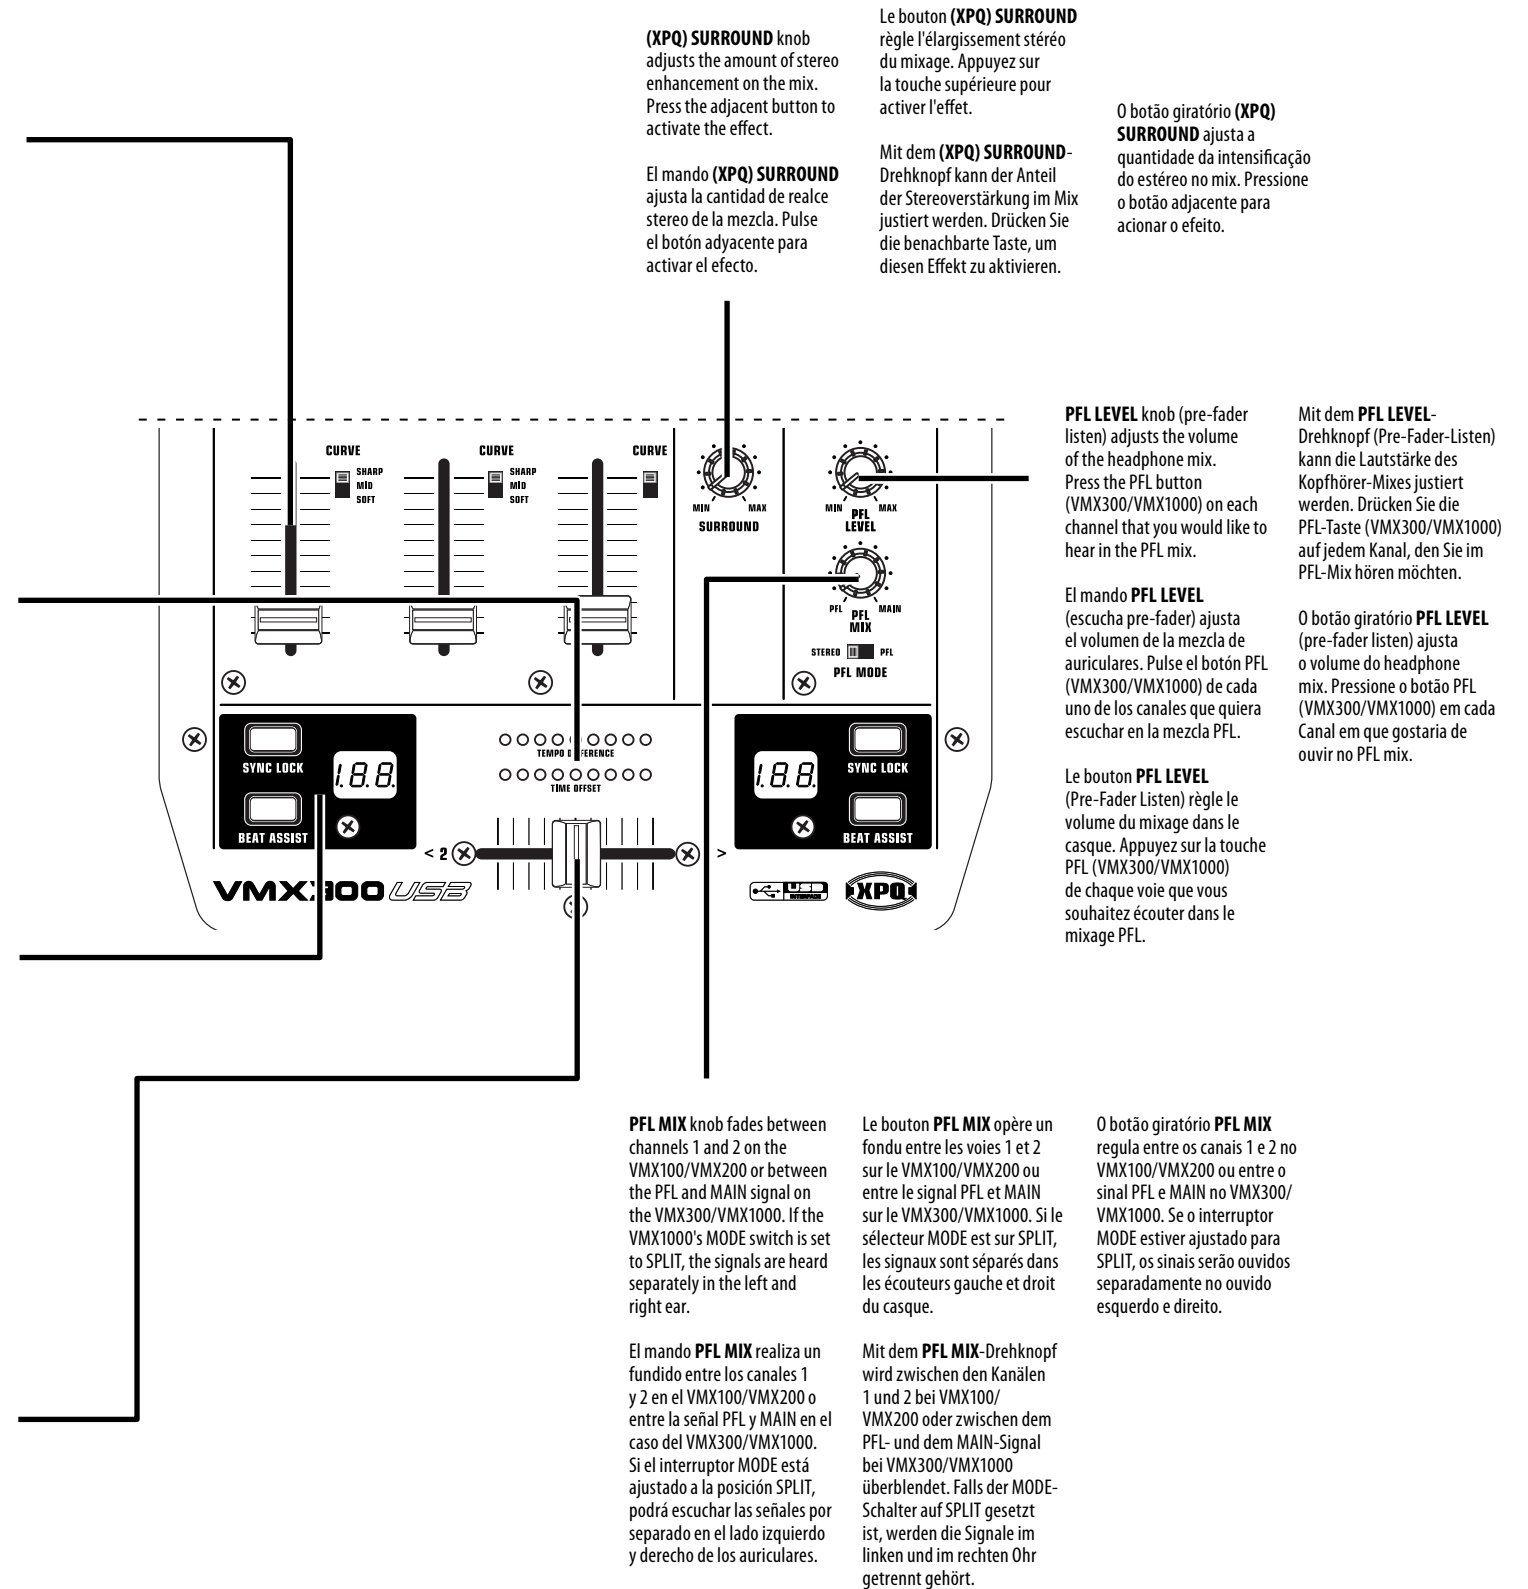 (XPQ) SURROUND knob
adjusts the amount of stereo
enhancement on the mix.
Press the adjacent button to
activate the effect.
El mando (XPQ) SURROUND
ajusta la cantidad de realce
stereo de la mezcla. Pulse
el botón adyacente para
activar el efecto.
Le bouton (XPQ) SURROUND
règle l'élargissement stéréo
du mixage. Appuyez sur
la touche supérieure pour
activer l'effet.
Mit dem (XPQ) SURROUND-
Drehknopf kann der Anteil
der Stereoverstärkung im Mix
justiert werden. Drücken Sie
die benachbarte Taste, um
diesen Effekt zu aktivieren.
O botão giratório (XPQ)
SURROUND ajusta a
quantidade da intensificação
do estéreo no mix. Pressione
o botão adjacente para
acionar o efeito.
CURVE
SHARP
MID
SOFT
CURVE
SHARP
MID
SOFT
CURVE
MIN MAX
SURROUND
MIN MAX
PFL
LEVEL
PFL MAIN
PFL
MIX
STEREO PFL
PFL MODE
SYNC LOCK
1.8.8.
BEAT ASSIST
TEMPO DIFFERENCE
TIME OFFSET
1.8.8.
SYNC LOCK
BEAT ASSIST
< 2
>
VMX300 USB
USB
INTERFACE
XPQ
PFL LEVEL knob (pre-fader
listen) adjusts the volume
of the headphone mix.
Press the PFL button
(VMX300/VMX1000) on each
channel that you would like to
hear in the PFL mix.
El mando PFL LEVEL
(escucha pre-fader) ajusta
el volumen de la mezcla de
auriculares. Pulse el botón PFL
(VMX300/VMX1000) de cada
uno de los canales que quiera
escuchar en la mezcla PFL.
Le bouton PFL LEVEL
(Pre-Fader Listen) règle le
volume du mixage dans le
casque. Appuyez sur la touche
PFL (VMX300/VMX1000)
de chaque voie que vous
souhaitez écouter dans le
mixage PFL.
Mit dem PFL LEVEL-
Drehknopf (Pre-Fader-Listen)
kann die Lautstärke des
Kopfhörer-Mixes justiert
werden. Drücken Sie die
PFL-Taste (VMX300/VMX1000)
auf jedem Kanal, den Sie im
PFL-Mix hören möchten.
O botão giratório PFL LEVEL
(pre-fader listen) ajusta
o volume do headphone
mix. Pressione o botão PFL
(VMX300/VMX1000) em cada
Canal em que gostaria de
ouvir no PFL mix.
PFL MIX knob fades between
channels 1 and 2 on the
VMX100/VMX200 or between
the PFL and MAIN signal on
the VMX300/VMX1000. If the
VMX1000's MODE switch is set
to SPLIT, the signals are heard
separately in the left and
right ear.
El mando PFL MIX realiza un
fundido entre los canales 1
y 2 en el VMX100/VMX200 o
entre la señal PFL y MAIN en el
caso del VMX300/VMX1000.
Si el interruptor MODE está
ajustado a la posición SPLIT,
podrá escuchar las señales por
separado en el lado izquierdo
y derecho de los auriculares.
Le bouton PFL MIX opère un
fondu entre les voies 1 et 2
sur le VMX100/VMX200 ou
entre le signal PFL et MAIN
sur le VMX300/VMX1000. Si le
sélecteur MODE est sur SPLIT,
les signaux sont séparés dans
les écouteurs gauche et droit
du casque.
Mit dem PFL MIX-Drehknopf
wird zwischen den Kanälen
1 und 2 bei VMX100/
VMX200 oder zwischen dem
PFL- und dem MAIN-Signal
bei VMX300/VMX1000
überblendet. Falls der MODE-
Schalter auf SPLIT gesetzt
ist, werden die Signale im
linken und im rechten Ohr
getrennt gehört.
O botão giratório PFL MIX
regula entre os canais 1 e 2 no
VMX100/VMX200 ou entre o
sinal PFL e MAIN no VMX300/
VMX1000. Se o interruptor
MODE estiver ajustado para
SPLIT, os sinais serão ouvidos
separadamente no ouvido
esquerdo e direito.